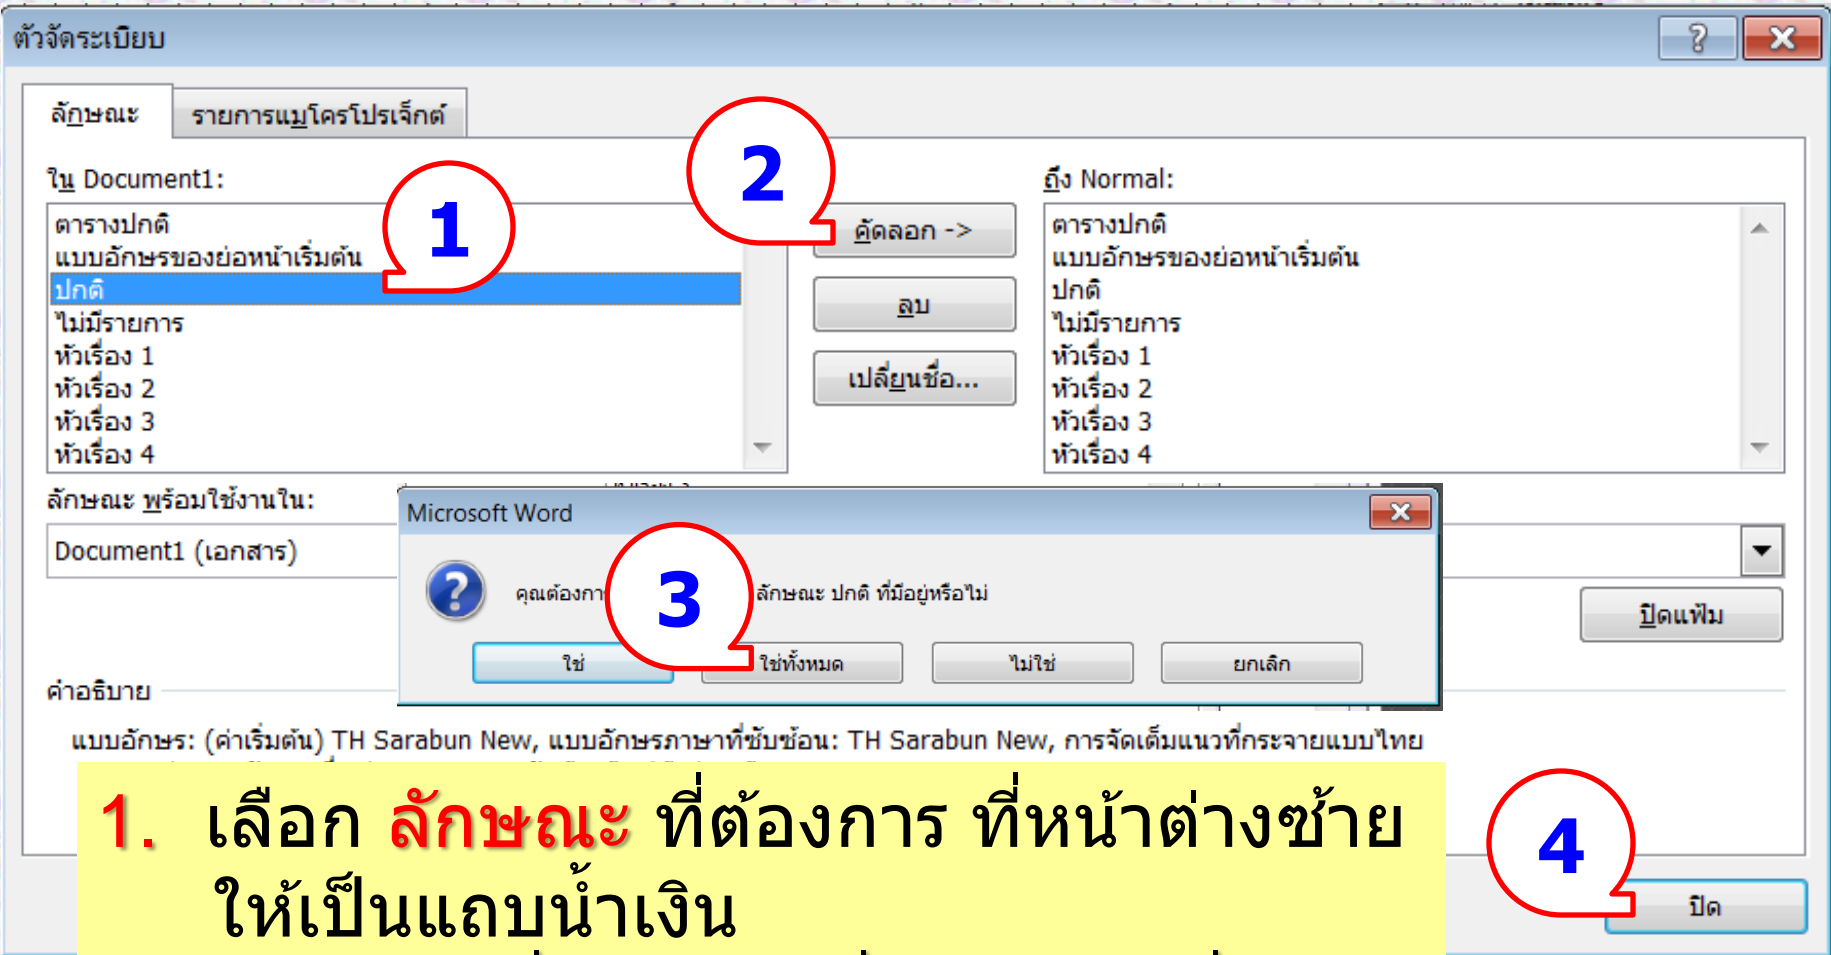 ตัวจัดระเบียบ
ลักษณะ
รายการแมโครโปรเจ็กต์
ใน Document1:
ตารางปกติ
แบบอักษรของย่อหน้าเริ่มต้น
ปกติ
ไม่มีรายการ
หัวเรื่อง 1
หัวเรื่อง 2
หัวเรื่อง 3
หัวเรื่อง 4
1
2
คัดลอก ->
ลบ
เปลี่ยนชื่อ...
ถึง Normal:
ตารางปกติ
แบบอักษรของย่อหน้าเริ่มต้น
ปกติ
ไม่มีรายการ
หัวเรื่อง 1
หัวเรื่อง 2
หัวเรื่อง 3
หัวเรื่อง 4
ลักษณะ พร้อมใช้งานใน:
Document1 (เอกสาร)
Microsoft Word
คุณต้องการ ลักษณะ ปกติ ที่มีอยู่หรือไม่
3
ใช่
ใช่ทั้งหมด
ไม่ใช่
ยกเลิก
ปิดแฟ้ม
คำอธิบาย
แบบอักษร: (ค่าเริ่มต้น) TH Sarabun New, แบบอักษรภาษาที่ซับซ้อน: TH Sarabun New, การจัดเต็มแนวที่กระจายแบบไทย
1. เลือก ลักษณะ ที่ต้องการ ที่หน้าต่างซ้าย
ให้เป็นแถบน้ำเงิน
4
ปิด